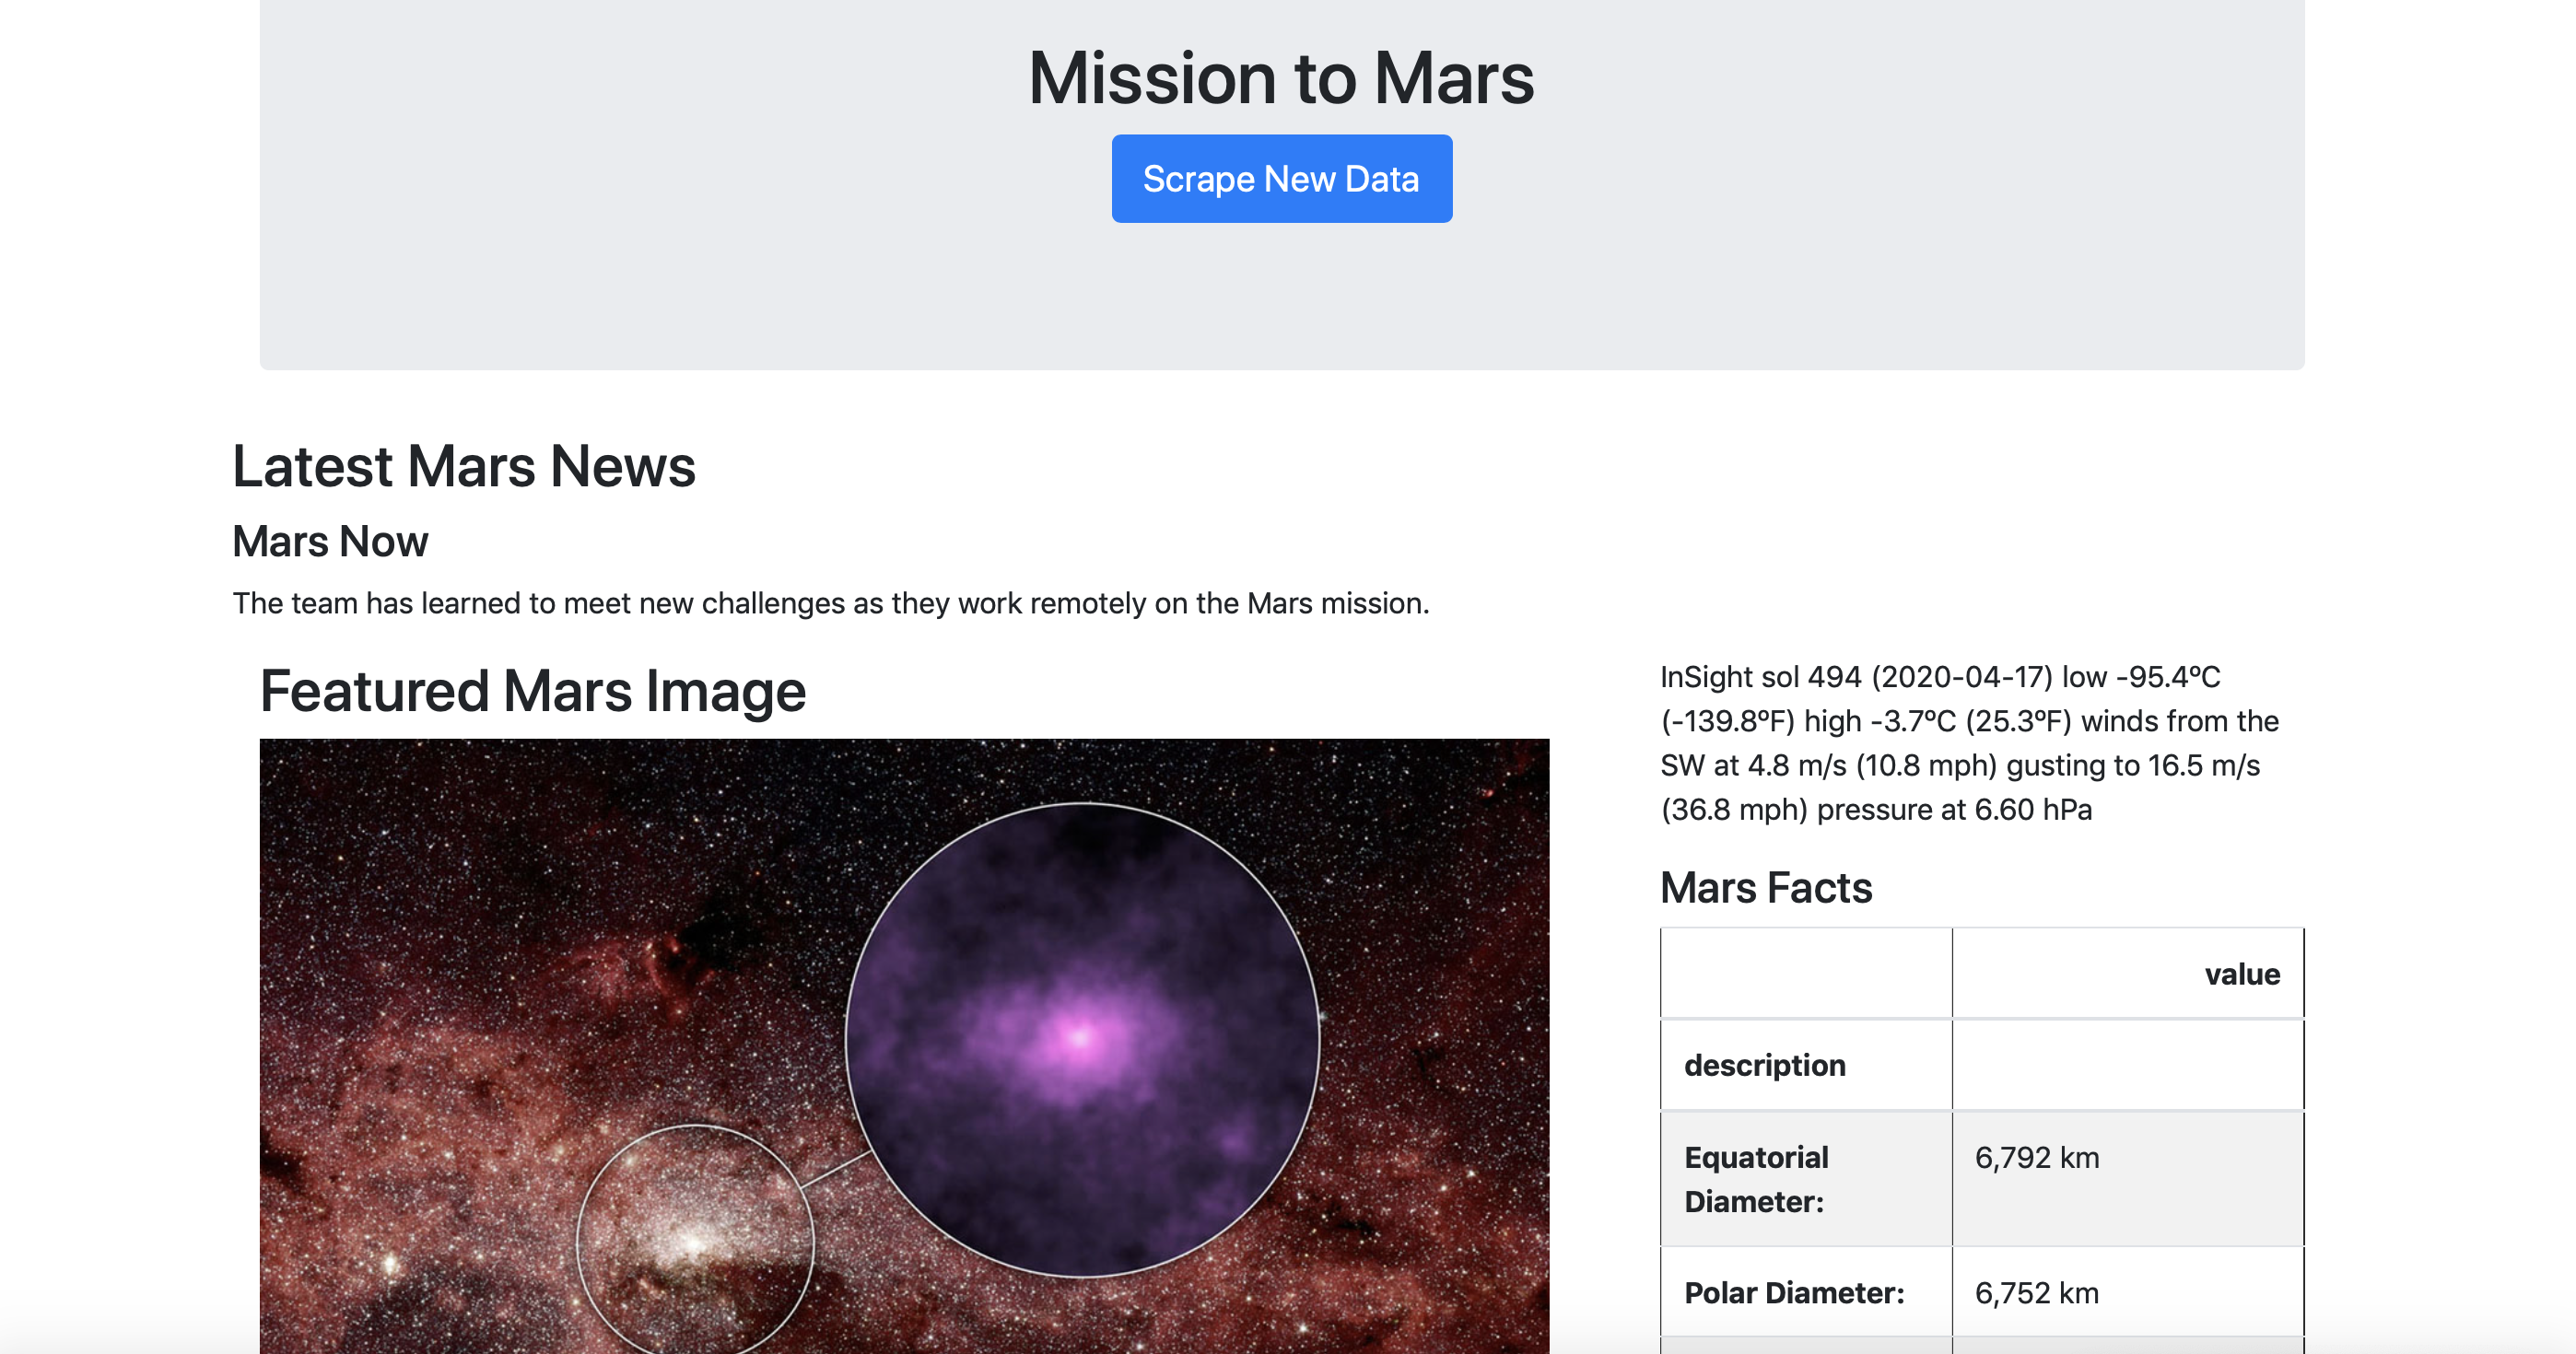 Mission to Mars
Scrape New Data
Latest Mars News
Mars Now
The team has learned to meet new challenges as they work remotely on the Mars mission.
Featured Mars Image
InSight sol 494 (2020-04-17) low -95.4ºC
(-139.8ºF) high -3.7ºC (25.3ºF) winds from the
SW at 4.8 m/s (10.8 mph) gusting to 16.5 m/s
(36.8 mph) pressure at 6.60 hPa
Mars Facts
value
description
Equatorial 6,792 km
Diameter:
Polar Diameter: 6,752 km